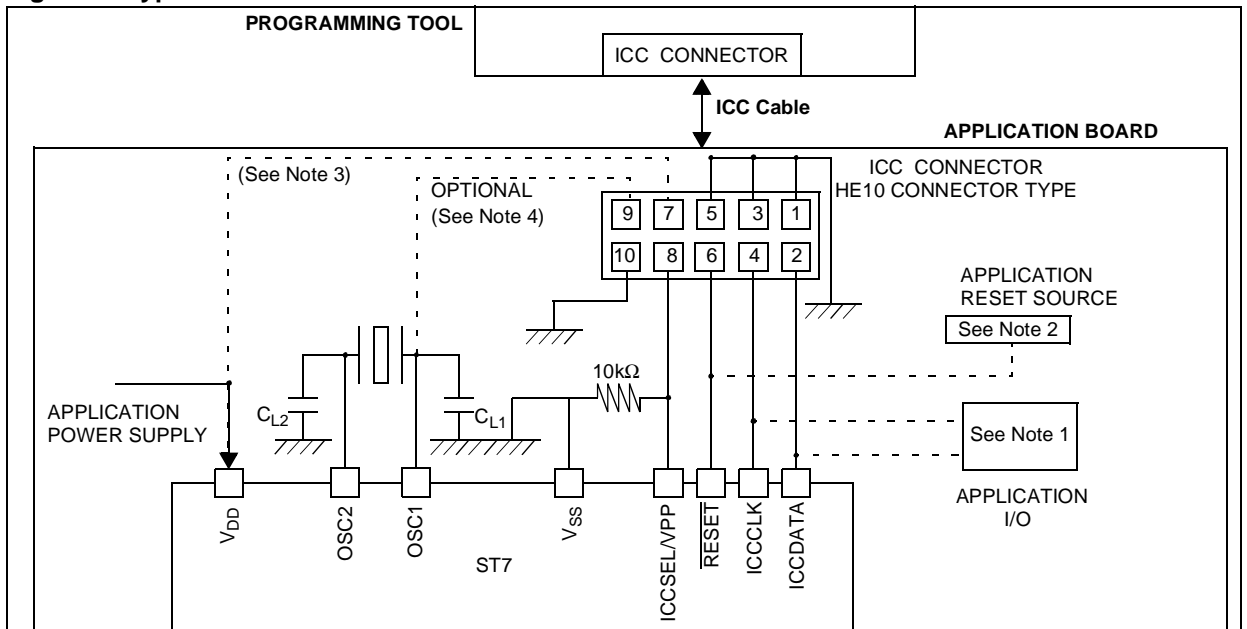 PROGRAMMING TOOL
ICC CONNECTOR
ICC Cable
APPLICATION BOARD
(See Note 3)
OPTIONAL
(See Note 4)
ICC CONNECTOR
HE10 CONNECTOR TYPE
9 7 5 3 1
10 8 6 4 2
APPLICATION
RESET SOURCE
See Note 2
10kΩ
APPLICATION
POWER SUPPLY
CL2
CL1
See Note 1
APPLICATION
I/O
VDD
OSC2
OSC1
VSS
ICCSEL/VPP
RESET
ICCCLK
ICCDATA
ST7